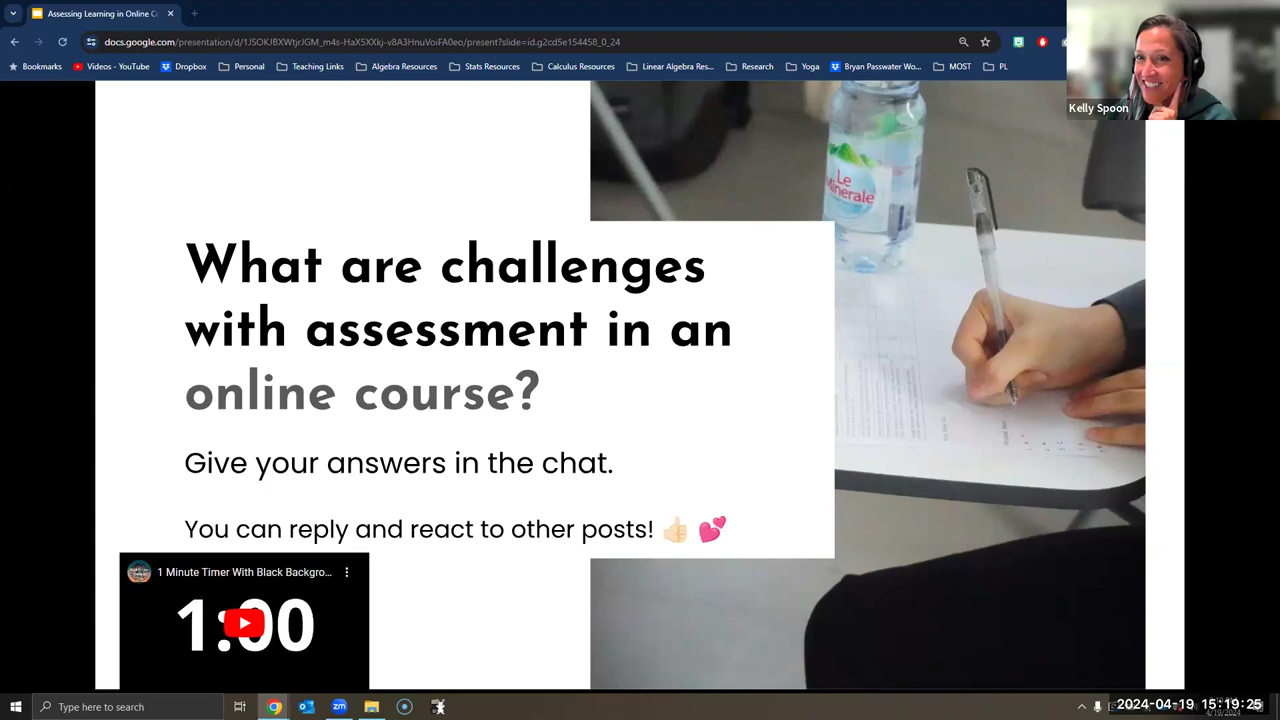 Assessing Learning in Online Co
docs.google.com/presentation/d/1JSOKJBXWtjrJGM_m4s-HaX5Y0kj-v8A3HnuVoiFA0eo/present?slide=id.g2cd5e154458_0_24
Bookmarks Videos - YouTube Dropbox Personal Teaching Links Algebra Resources Stats Resources Calculus Resources Linear Algebra Res... Research Yoga Bryan Passwater Wo... MOST PL
Kelly Spoon
Le
Minerale
What are challenges
with assessment in an
online course?
Give your answers in the chat.
You can reply and react to other posts! 👍🏻 💕
1 Minute Timer With Black Backgro...
1:00
Type here to search
2024-04-19 15:19:25